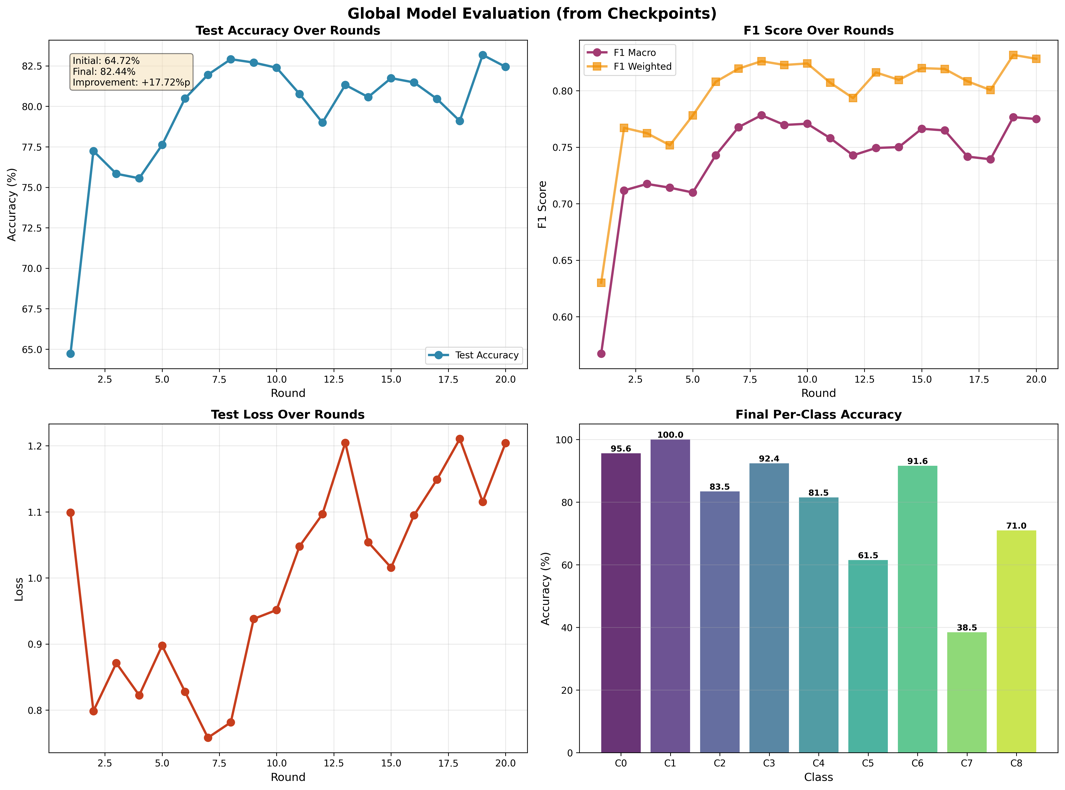 Global Model Evaluation (from Checkpoints)
Test Accuracy Over Rounds
Initial: 64.72%
Final: 82.44%
Improvement: +17.72%p
Accuracy (%)
82.5
80.0
77.5
75.0
72.5
70.0
67.5
65.0
Test Accuracy
2.5 5.0 7.5 10.0 12.5 15.0 17.5 20.0
Round
F1 Score Over Rounds
F1 Macro
F1 Weighted
F1 Score
0.80
0.75
0.70
0.65
0.60
2.5 5.0 7.5 10.0 12.5 15.0 17.5 20.0
Round
Test Loss Over Rounds
Loss
1.2
1.1
1.0
0.9
0.8
2.5 5.0 7.5 10.0 12.5 15.0 17.5 20.0
Round
Final Per-Class Accuracy
Accuracy (%)
100
80
60
40
20
0
95.6 100.0 83.5 92.4 81.5 61.5 91.6 38.5 71.0
C0 C1 C2 C3 C4 C5 C6 C7 C8
Class